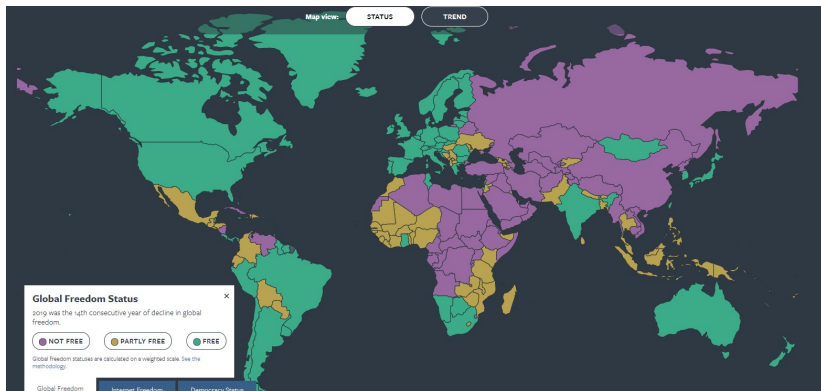 Map view: STATUS TREND
Global Freedom Status ×
2019 was the 14th consecutive year of decline in global
freedom.
NOT FREE PARTLY FREE FREE
Global freedom statuses are calculated on a weighted scale. See the
methodology.
Global Freedom Internet Freedom Democracy Status